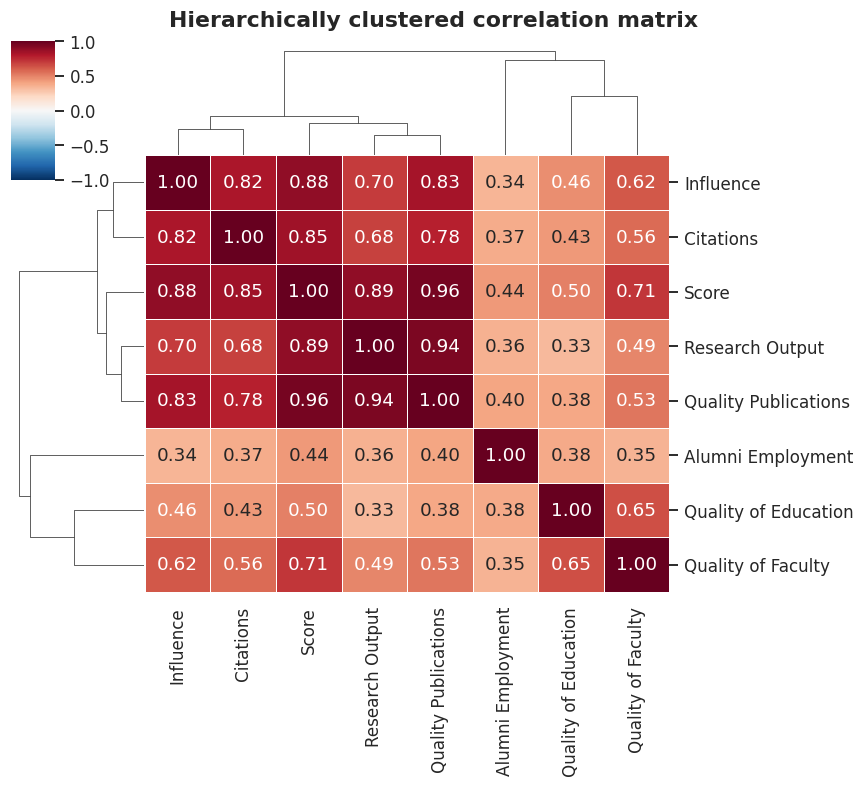 Hierarchically clustered correlation matrix
1.0
0.5
0.0
−0.5
−1.0
1.00 0.82 0.88 0.70 0.83 0.34 0.46 0.62 Influence
0.82 1.00 0.85 0.68 0.78 0.37 0.43 0.56 Citations
0.88 0.85 1.00 0.89 0.96 0.44 0.50 0.71 Score
0.70 0.68 0.89 1.00 0.94 0.36 0.33 0.49 Research Output
0.83 0.78 0.96 0.94 1.00 0.40 0.38 0.53 Quality Publications
0.34 0.37 0.44 0.36 0.40 1.00 0.38 0.35 Alumni Employment
0.46 0.43 0.50 0.33 0.38 0.38 1.00 0.65 Quality of Education
0.62 0.56 0.71 0.49 0.53 0.35 0.65 1.00 Quality of Faculty
Influence
Citations
Score
Research Output
Quality Publications
Alumni Employment
Quality of Education
Quality of Faculty